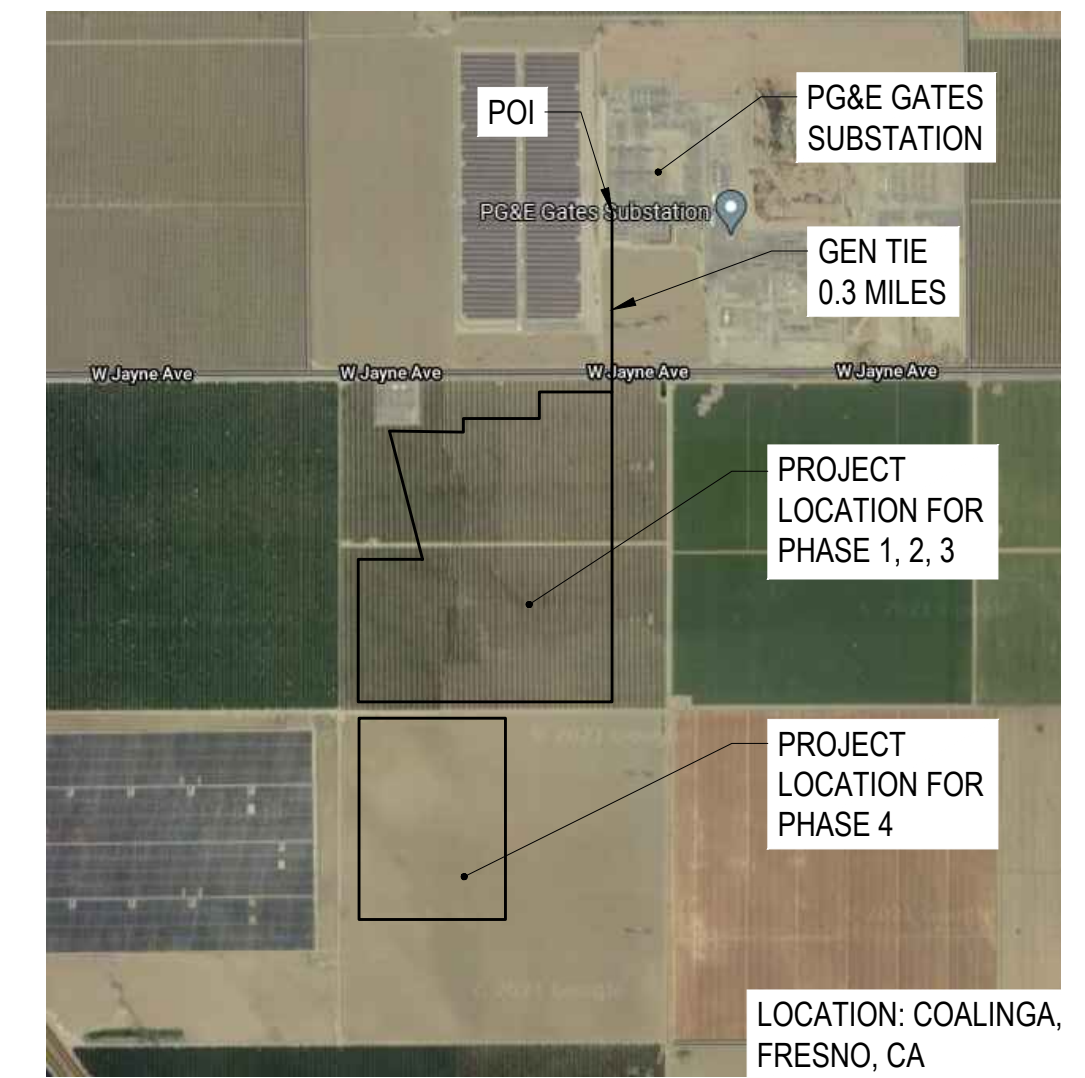 POI
PG&E GATES
SUBSTATION
PG&E Gates Substation
GEN TIE
0.3 MILES
W Jayne Ave
W Jayne Ave
W Jayne Ave
W Jayne Ave
PROJECT
LOCATION FOR
PHASE 1, 2, 3
PROJECT
LOCATION FOR
PHASE 4
LOCATION: COALINGA,
FRESNO, CA